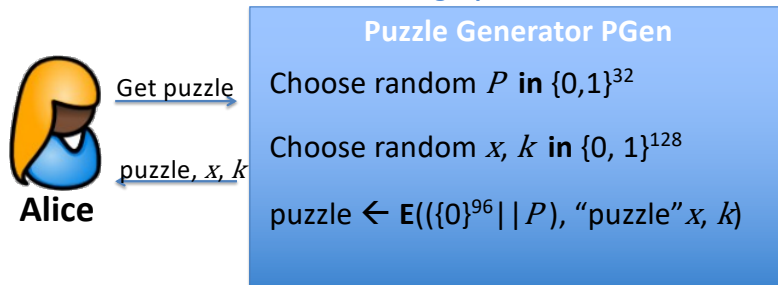 Puzzle Generator PGen
Get puzzle
Choose random P in {0,1}³²
Choose random x, k in {0, 1}¹²⁸
puzzle, x, k
Alice
puzzle ← E(({0}⁹⁶||P), “puzzle”x, k)